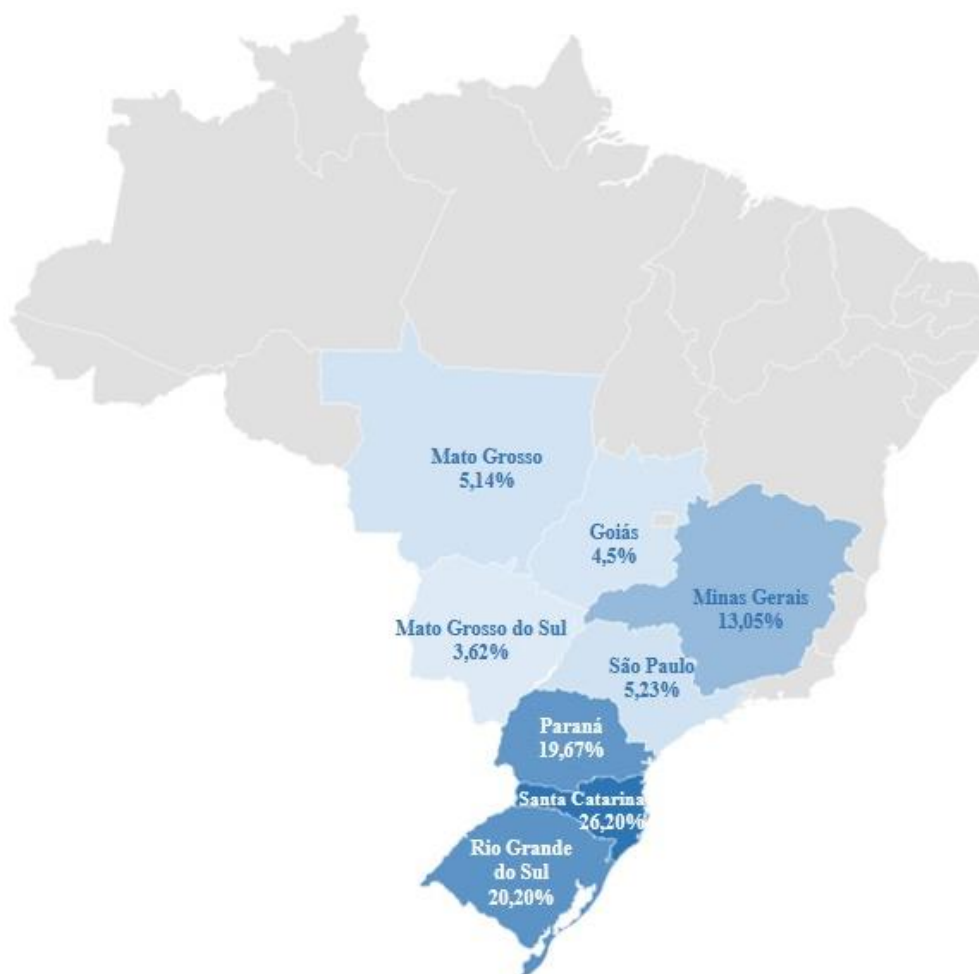 Mato Grosso
5,14%
Goiás
4,5%
Minas Gerais
13,05%
Mato Grosso do Sul
3,62%
São Paulo
5,23%
Paraná
19,67%
Santa Catarina
26,20%
Rio Grande
do Sul
20,20%